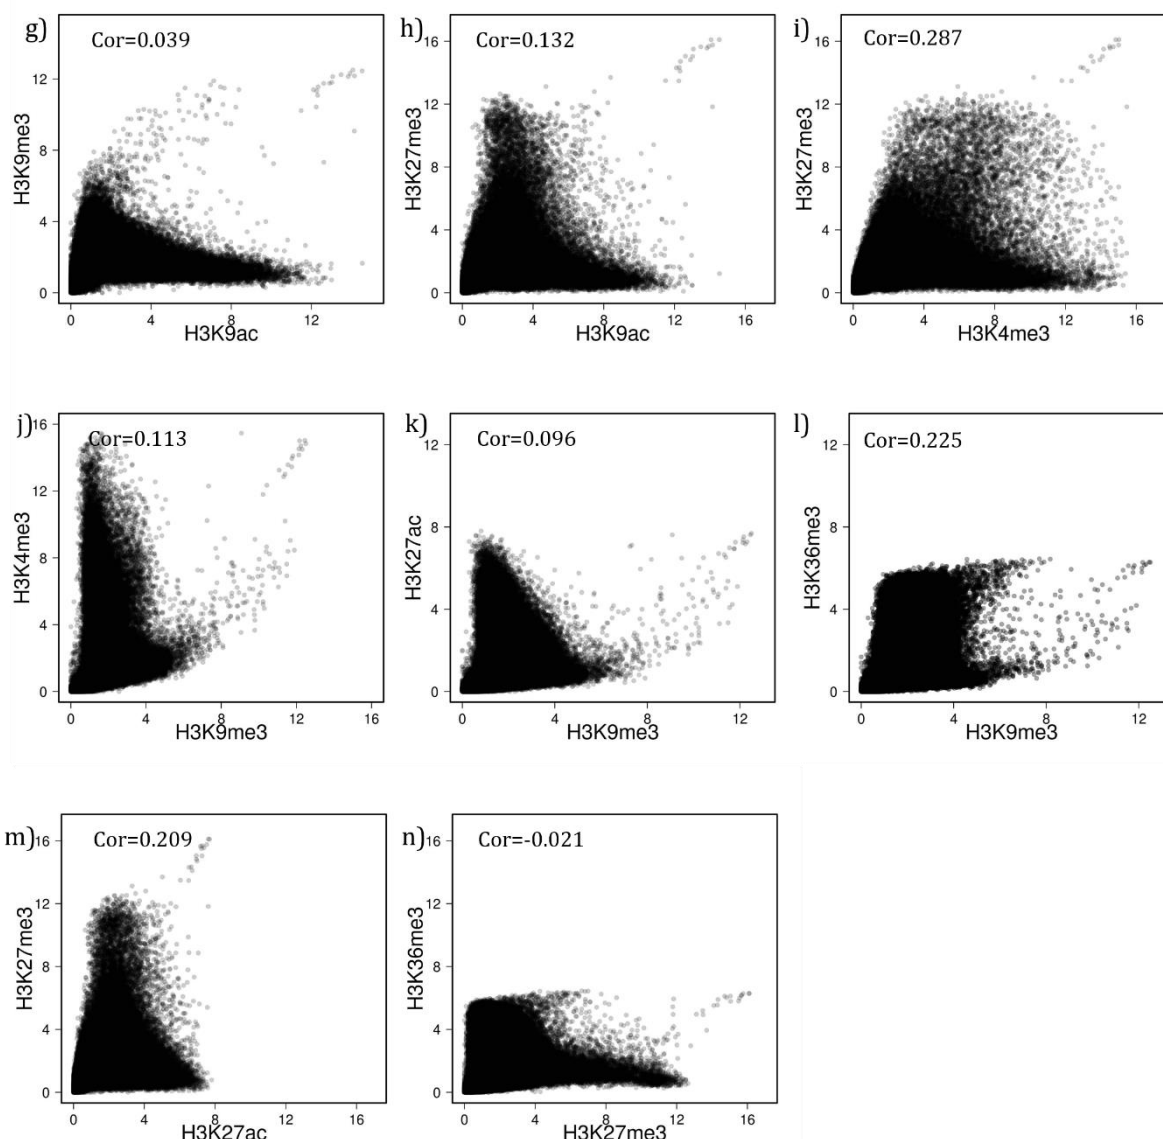 g)
Cor=0.039
H3K9me3
12
8
4
0
0
4
8
12
H3K9ac
h)
Cor=0.132
H3K27me3
16
12
8
4
0
0
4
8
12
16
H3K9ac
i)
Cor=0.287
H3K27me3
16
12
8
4
0
0
4
8
12
16
H3K4me3
j)
Cor=0.113
H3K4me3
16
12
8
4
0
0
4
8
12
16
H3K9me3
k)
Cor=0.096
H3K27ac
12
8
4
0
0
4
8
12
H3K9me3
l)
Cor=0.225
H3K36me3
12
8
4
0
0
4
8
12
H3K9me3
m)
Cor=0.209
H3K27me3
16
12
8
4
0
0
4
8
12
16
H3K27ac
n)
Cor=-0.021
H3K36me3
16
12
8
4
0
0
4
8
12
16
H3K27me3